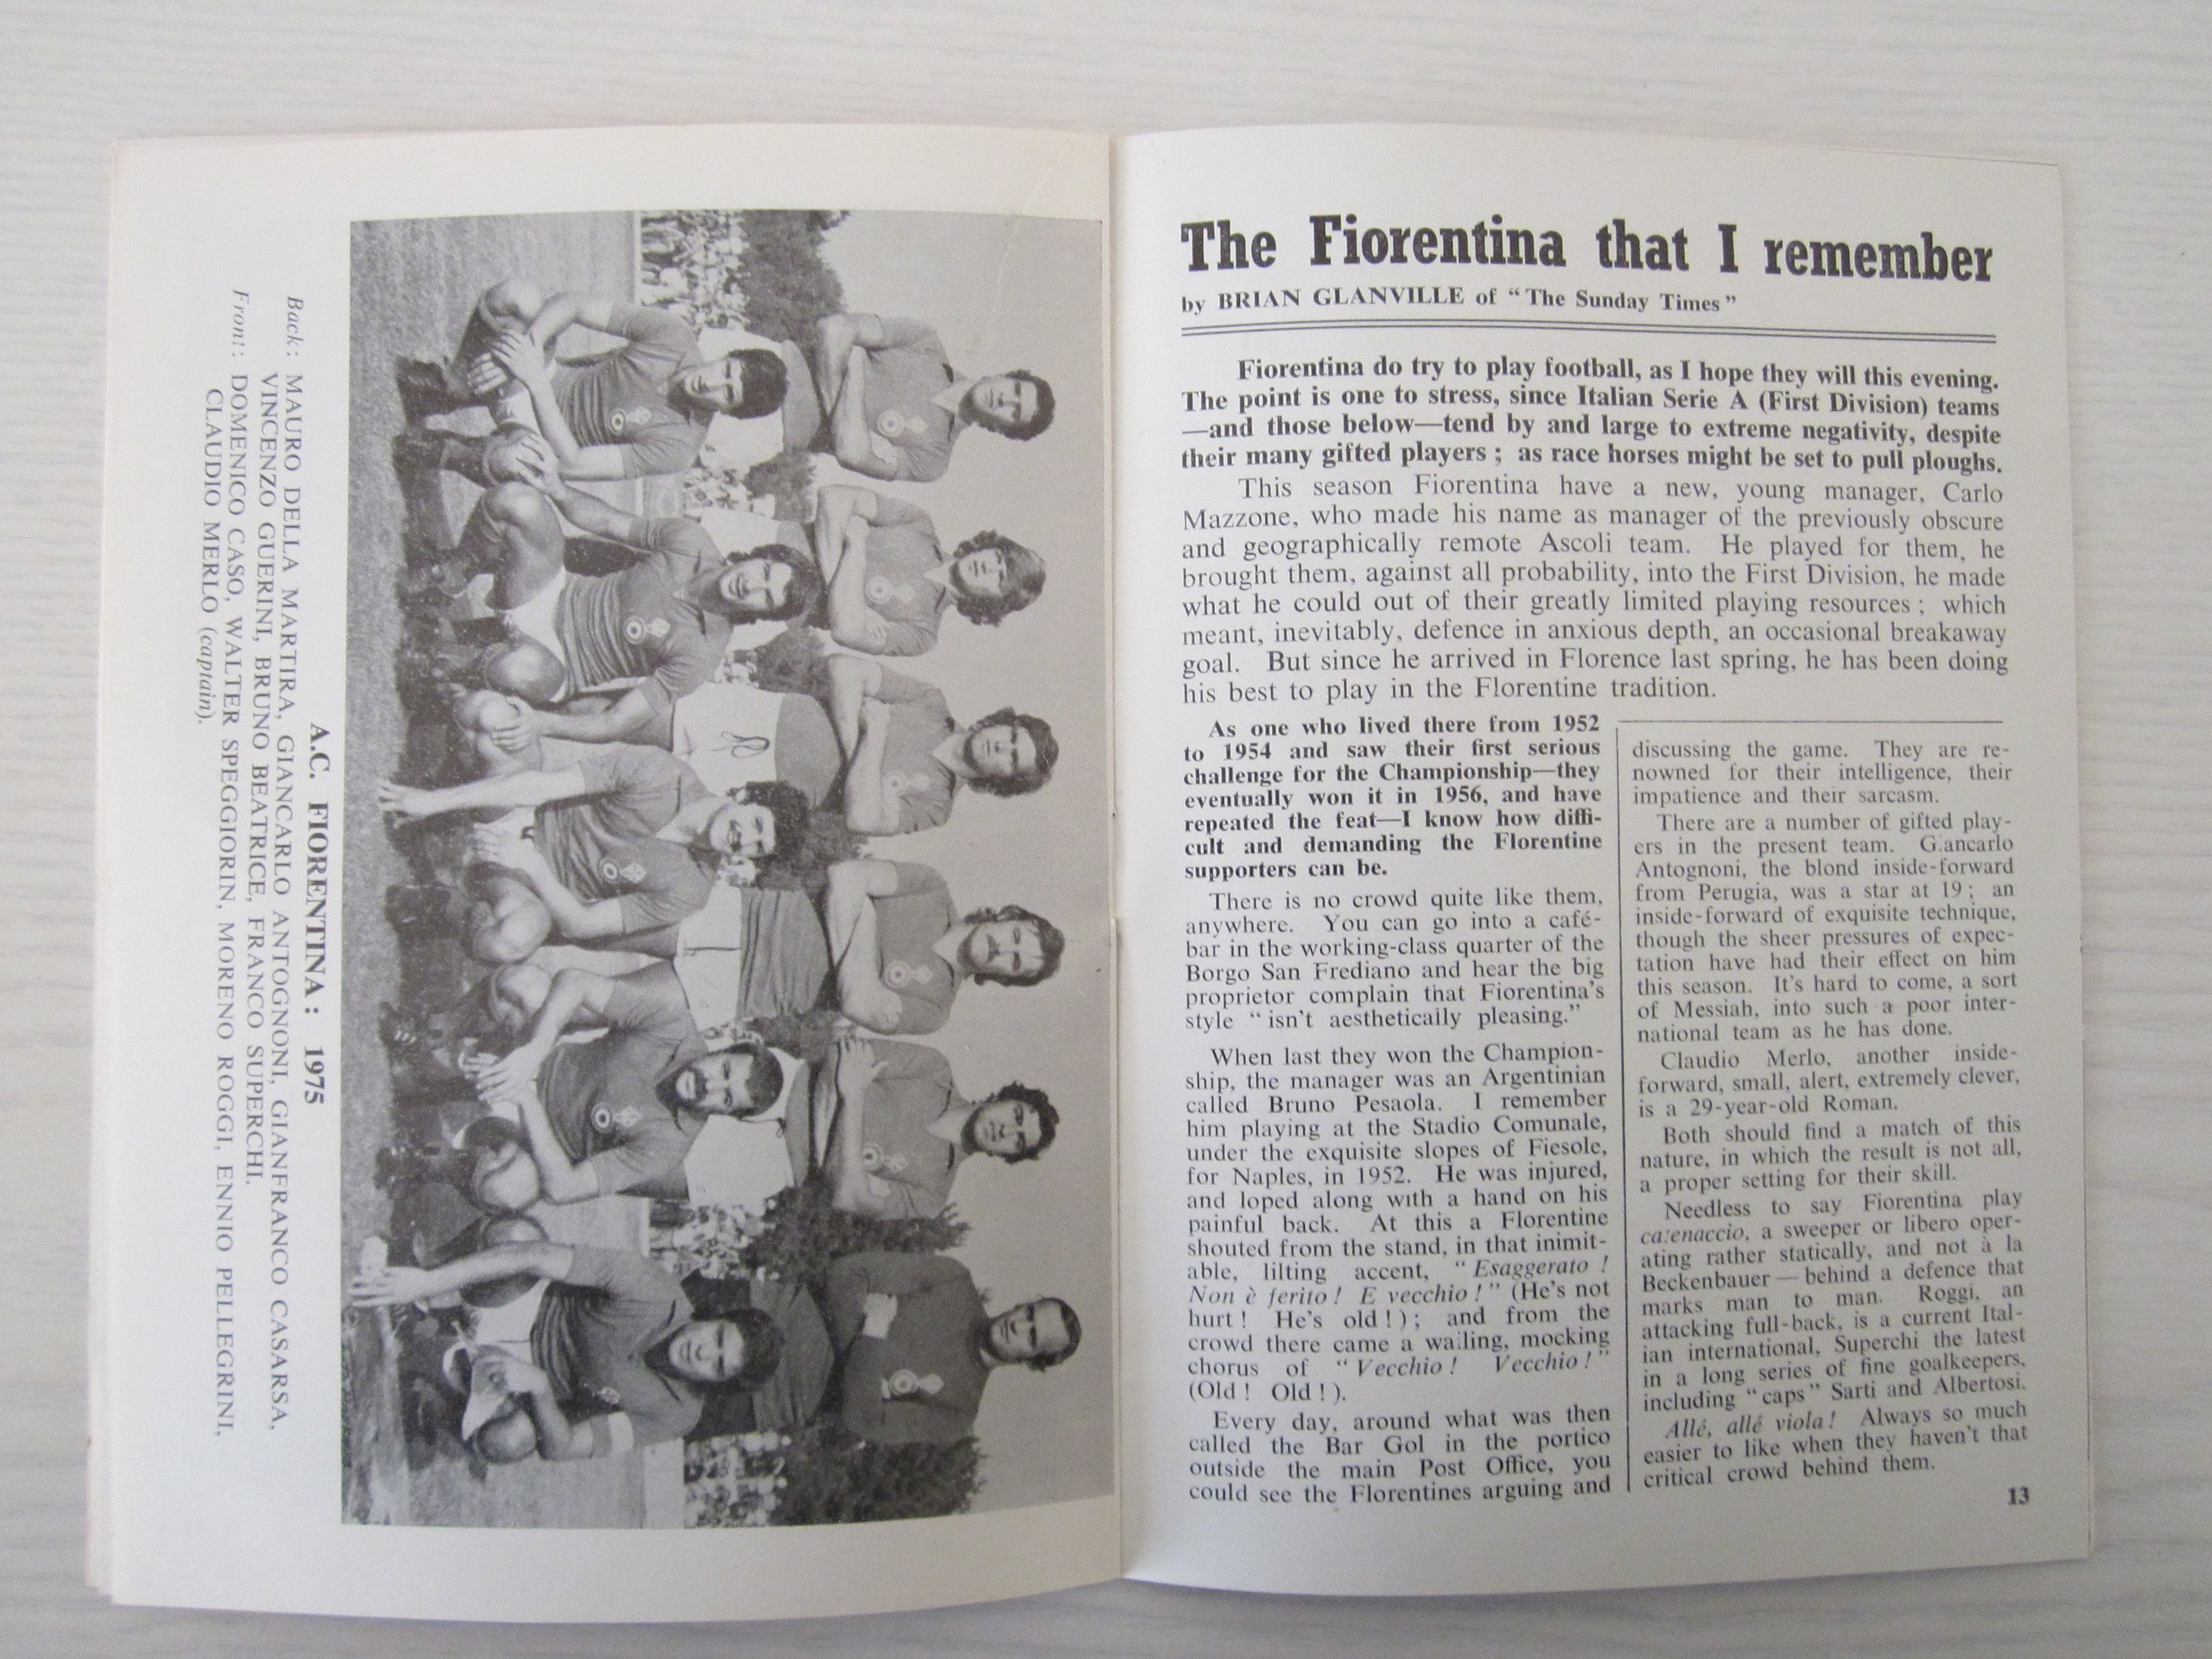 A.C. FIORENTINA : 1975
Back : MAURO DELLA MARTIRA, GIANCARLO ANTOGNONI, GIANFRANCO CASARSA,
VINCENZO GUERINI, BRUNO BEATRICE, FRANCO SUPERCHI.
Front : DOMENICO CASO, WALTER SPEGGIORIN, MORENO ROGGI, ENNIO PELLEGRINI,
CLAUDIO MERLO (captain).
The Fiorentina that I remember
by BRIAN GLANVILLE of “The Sunday Times”
Fiorentina do try to play football, as I hope they will this evening.
The point is one to stress, since Italian Serie A (First Division) teams
—and those below—tend by and large to extreme negativity, despite
their many gifted players ; as race horses might be set to pull ploughs.
This season Fiorentina have a new, young manager, Carlo
Mazzone, who made his name as manager of the previously obscure
and geographically remote Ascoli team. He played for them, he
brought them, against all probability, into the First Division, he made
what he could out of their greatly limited playing resources ; which
meant, inevitably, defence in anxious depth, an occasional breakaway
goal. But since he arrived in Florence last spring, he has been doing
his best to play in the Florentine tradition.
As one who lived there from 1952
to 1954 and saw their first serious
challenge for the Championship—they
eventually won it in 1956, and have
repeated the feat—I know how diffi-
cult and demanding the Florentine
supporters can be.
There is no crowd quite like them,
anywhere. You can go into a café-
bar in the working-class quarter of the
Borgo San Frediano and hear the big
proprietor complain that Fiorentina's
style “isn't aesthetically pleasing.”
When last they won the Champion-
ship, the manager was an Argentinian
called Bruno Pesaola. I remember
him playing at the Stadio Comunale,
under the exquisite slopes of Fiesole,
for Naples, in 1952. He was injured,
and loped along with a hand on his
painful back. At this a Florentine
shouted from the stand, in that inimit-
able, lilting accent, “Esaggerato !
Non è ferito ! E vecchio !” (He's not
hurt ! He's old !) ; and from the
crowd there came a wailing, mocking
chorus of “Vecchio ! Vecchio !”
(Old ! Old !).
Every day, around what was then
called the Bar Gol in the portico
outside the main Post Office, you
could see the Florentines arguing and
discussing the game. They are re-
nowned for their intelligence, their
impatience and their sarcasm.
There are a number of gifted play-
ers in the present team. G.ancarlo
Antognoni, the blond inside-forward
from Perugia, was a star at 19 ; an
inside-forward of exquisite technique,
though the sheer pressures of expec-
tation have had their effect on him
this season. It's hard to come, a sort
of Messiah, into such a poor inter-
national team as he has done.
Claudio Merlo, another inside-
forward, small, alert, extremely clever,
is a 29-year-old Roman.
Both should find a match of this
nature, in which the result is not all,
a proper setting for their skill.
Needless to say Fiorentina play
ca:enaccio, a sweeper or libero oper-
ating rather statically, and not à la
Beckenbauer — behind a defence that
marks man to man. Roggi, an
attacking full-back, is a current Ital-
ian international, Superchi the latest
in a long series of fine goalkeepers,
including “caps” Sarti and Albertosi.
Allé, allé viola ! Always so much
easier to like when they haven't that
critical crowd behind them.
13